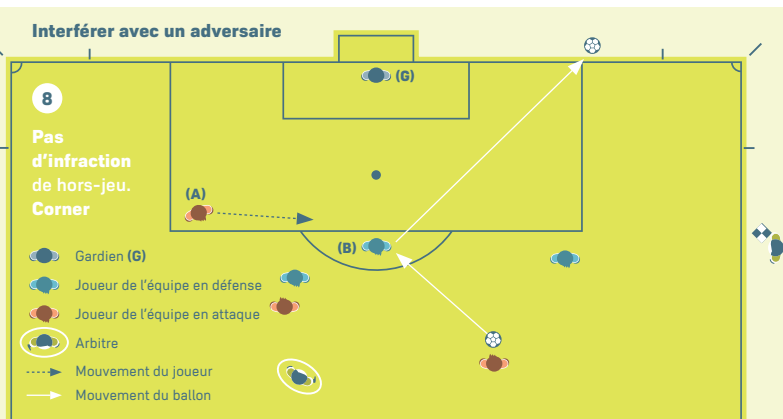 Interférer avec un adversaire
(G)
8
Pas
d’infraction
de hors-jeu.
Corner
(A)
(B)
Gardien (G)
Joueur de l’équipe en défense
Joueur de l’équipe en attaque
Arbitre
Mouvement du joueur
Mouvement du ballon